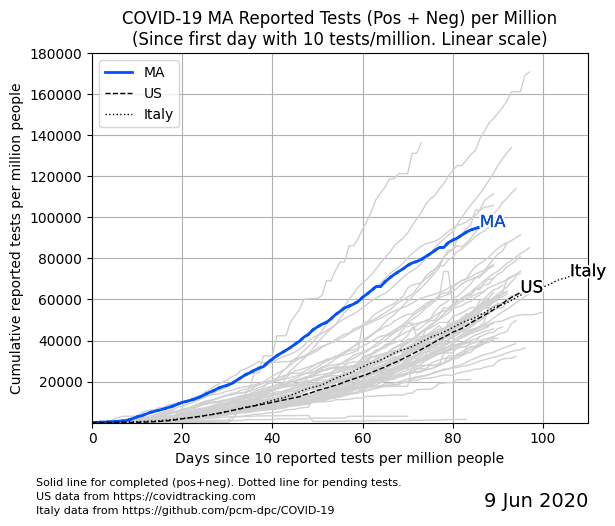 COVID-19 MA Reported Tests (Pos + Neg) per Million
(Since first day with 10 tests/million. Linear scale)
Cumulative reported tests per million people
180000
160000
140000
120000
100000
80000
60000
40000
20000
MA
US
Italy
MA
US
Italy
0
20
40
60
80
100
Days since 10 reported tests per million people
Solid line for completed (pos+neg). Dotted line for pending tests.
US data from https://covidtracking.com
Italy data from https://github.com/pcm-dpc/COVID-19
9 Jun 2020